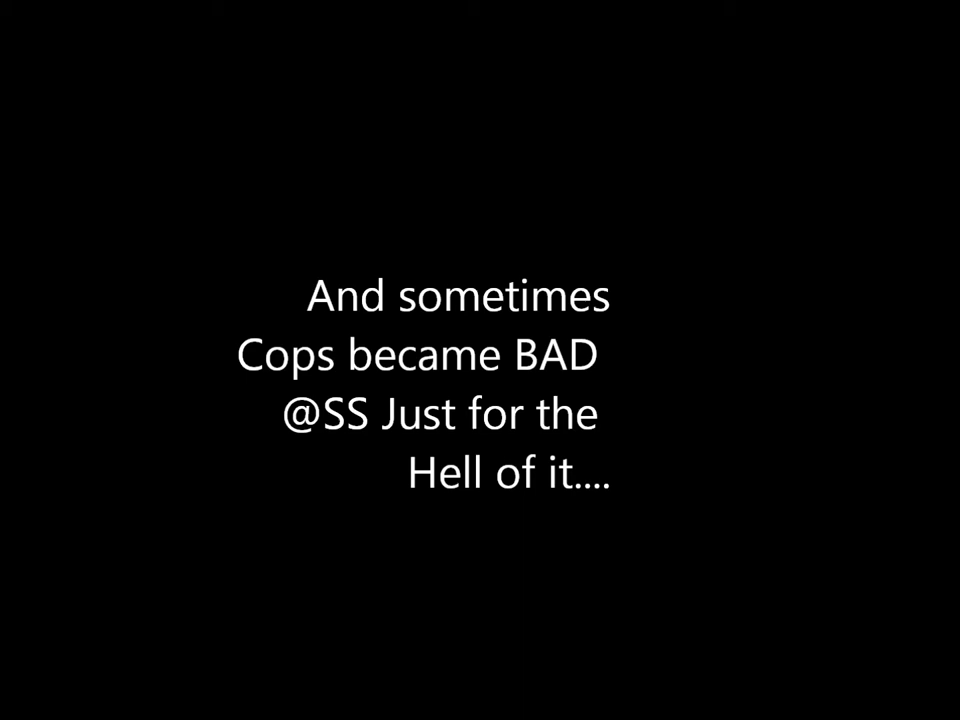 And sometimes
Cops became BAD
@SS Just for the
Hell of it....